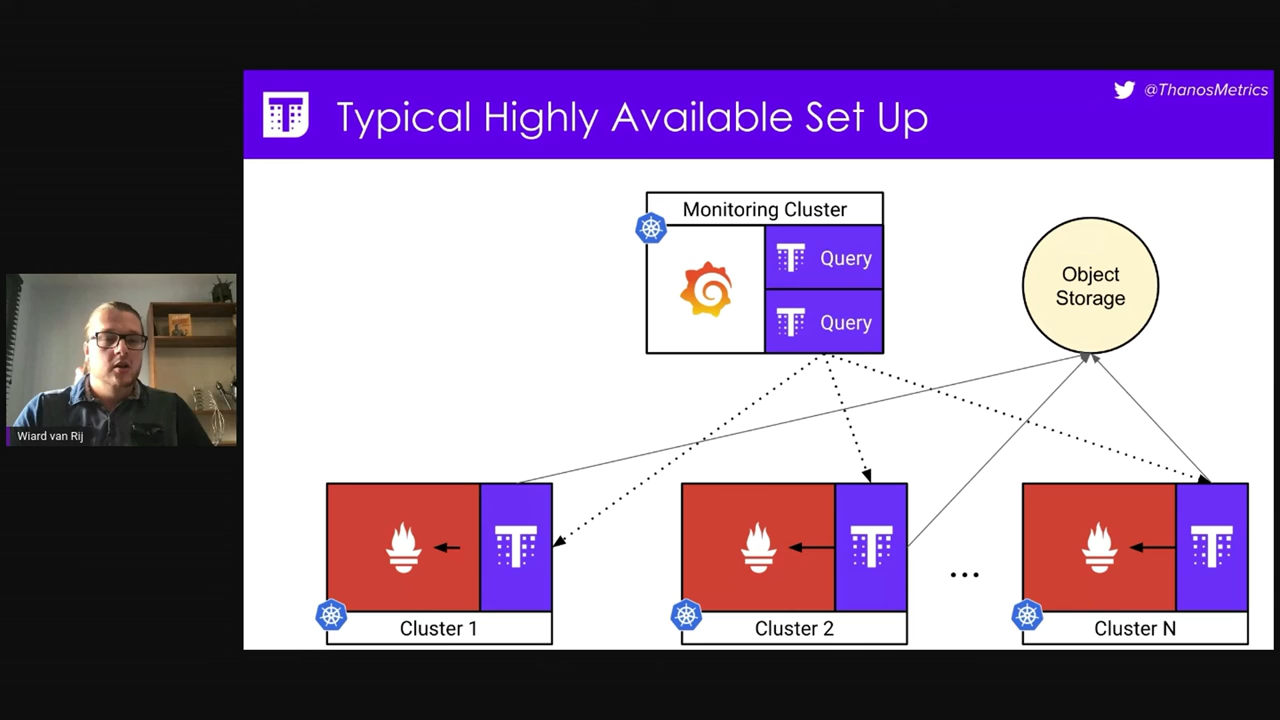 Typical Highly Available Set Up
@ThanosMetrics
Monitoring Cluster
Query
Query
Object
Storage
Wiard van Rij
...
Cluster 1
Cluster 2
Cluster N